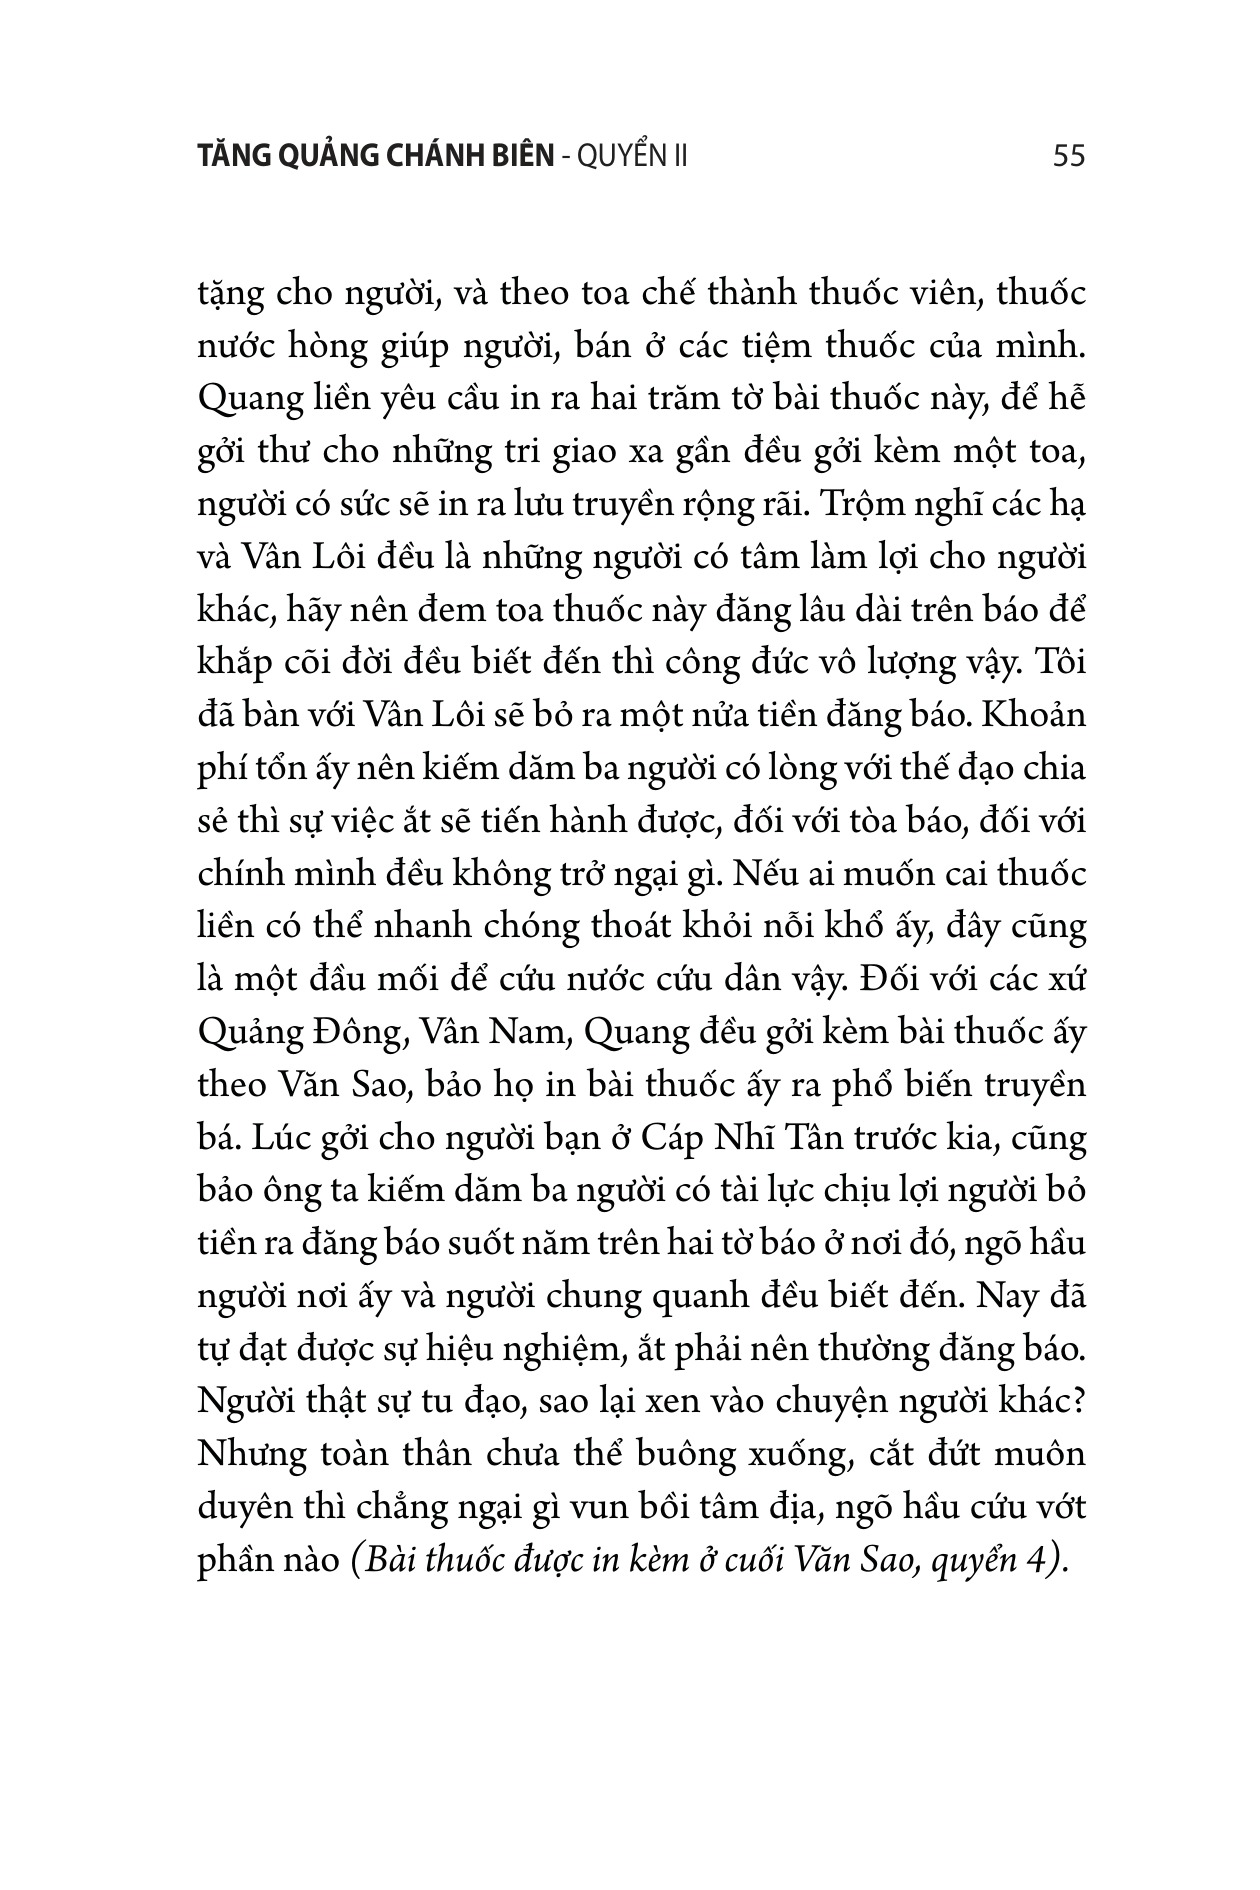 TĂNG QUẢNG CHÁNH BIÊN - QUYỂN II 55
tặng cho người, và theo toa chế thành thuốc viên, thuốc
nước hòng giúp người, bán ở các tiệm thuốc của mình.
Quang liền yêu cầu in ra hai trăm tờ bài thuốc này, để hễ
gởi thư cho những tri giao xa gần đều gởi kèm một toa,
người có sức sẽ in ra lưu truyền rộng rãi. Trộm nghĩ các hạ
và Vân Lôi đều là những người có tâm làm lợi cho người
khác, hãy nên đem toa thuốc này đăng lâu dài trên báo để
khắp cõi đời đều biết đến thì công đức vô lượng vậy. Tôi
đã bàn với Vân Lôi sẽ bỏ ra một nửa tiền đăng báo. Khoản
phí tổn ấy nên kiếm dăm ba người có lòng với thế đạo chia
sẻ thì sự việc ắt sẽ tiến hành được, đối với tòa báo, đối với
chính mình đều không trở ngại gì. Nếu ai muốn cai thuốc
liền có thể nhanh chóng thoát khỏi nỗi khổ ấy, đây cũng
là một đầu mối để cứu nước cứu dân vậy. Đối với các xứ
Quảng Đông, Vân Nam, Quang đều gởi kèm bài thuốc ấy
theo Văn Sao, bảo họ in bài thuốc ấy ra phổ biến truyền
bá. Lúc gởi cho người bạn ở Cáp Nhĩ Tân trước kia, cũng
bảo ông ta kiếm dăm ba người có tài lực chịu lợi người bỏ
tiền ra đăng báo suốt năm trên hai tờ báo ở nơi đó, ngõ hầu
người nơi ấy và người chung quanh đều biết đến. Nay đã
tự đạt được sự hiệu nghiệm, ắt phải nên thường đăng báo.
Người thật sự tu đạo, sao lại xen vào chuyện người khác?
Nhưng toàn thân chưa thể buông xuống, cắt đứt muôn
duyên thì chẳng ngại gì vun bồi tâm địa, ngõ hầu cứu vớt
phần nào (Bài thuốc được in kèm ở cuối Văn Sao, quyển 4).